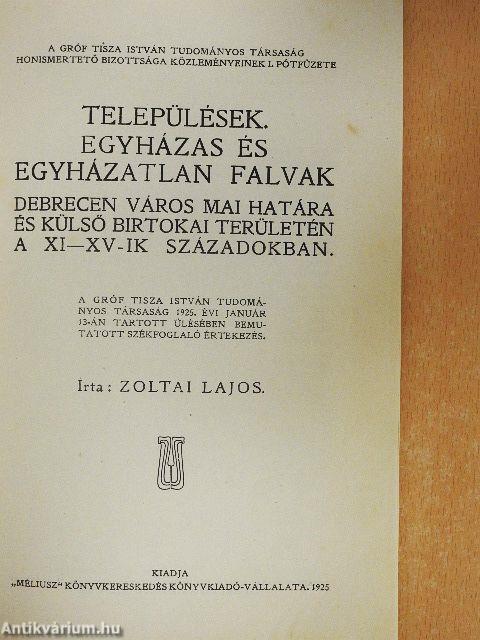 A GRÓF TISZA ISTVÁN TUDOMÁNYOS TÁRSASÁG
HONISMERTETŐ BIZOTTSÁGA KÖZLEMÉNYEINEK I. PÓTFÜZETE
TELEPÜLÉSEK.
EGYHÁZAS ÉS
EGYHÁZATLAN FALVAK
DEBRECEN VÁROS MAI HATÁRA
ÉS KÜLSŐ BIRTOKAI TERÜLETÉN
A XI—XV-IK SZÁZADOKBAN.
A GRÓF TISZA ISTVÁN TUDOMÁ-
NYOS TÁRSASÁG 1925. ÉVI JANUÁR
13-ÁN TARTOTT ÜLÉSÉBEN BEMU-
TATOTT SZÉKFOGLALÓ ÉRTEKEZÉS.
Írta: ZOLTAI LAJOS.
KIADJA
„MÉLIUSZ" KÖNYVKERESKEDÉS KÖNYVKIADÓ-VÁLLALATA. 1925
Antikvárium.hu